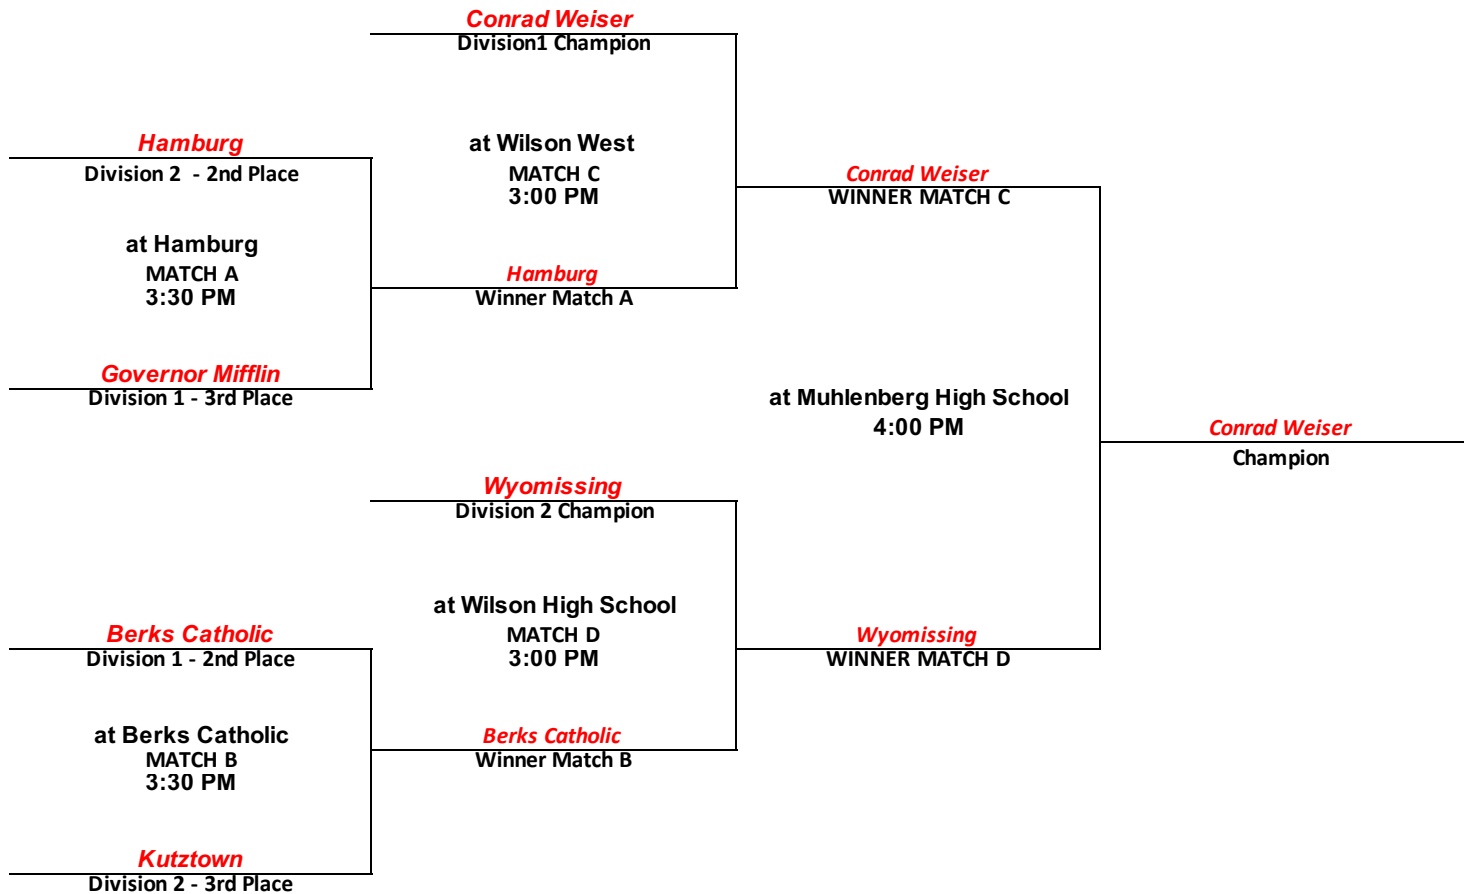 Conrad Weiser
Division1 Champion
Hamburg
Division 2 - 2nd Place
at Wilson West
MATCH C
3:00 PM
Conrad Weiser
WINNER MATCH C
at Hamburg
MATCH A
3:30 PM
Hamburg
Winner Match A
Governor Mifflin
Division 1 - 3rd Place
at Muhlenberg High School
4:00 PM
Conrad Weiser
Champion
Wyomissing
Division 2 Champion
at Wilson High School
MATCH D
3:00 PM
Berks Catholic
Division 1 - 2nd Place
Wyomissing
WINNER MATCH D
at Berks Catholic
MATCH B
3:30 PM
Berks Catholic
Winner Match B
Kutztown
Division 2 - 3rd Place